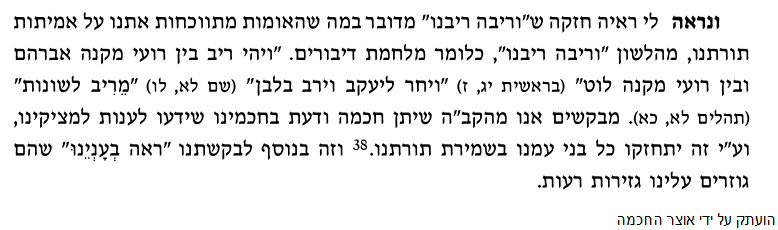 ונראה לי ראיה חזקה ש"וריבה ריבנו" מדובר במה שהאומות מתווכחות אתנו על אמיתות
תורתנו, מהלשון "וריבה ריבנו", כלומר מלחמת דיבורים. "ויהי ריב בין רועי מקנה אברהם
ובין רועי מקנה לוט" (בראשית יג, ז) "ויחר ליעקב וירב בלבן" (שם לא, לו) "מֵרִיב לשונות"
(תהלים לא, כא). מבקשים אנו מהקב"ה שיתן חכמה ודעת בחכמינו שידעו לענות למציקינו,
וע"י זה יתחזקו כל בני עמנו בשמירת תורתנו.38 וזה בנוסף לבקשתנו "ראה בְעָנְיֵנוּ" שהם
גוזרים עלינו גזירות רעות.
הועתק על ידי אוצר החכמה